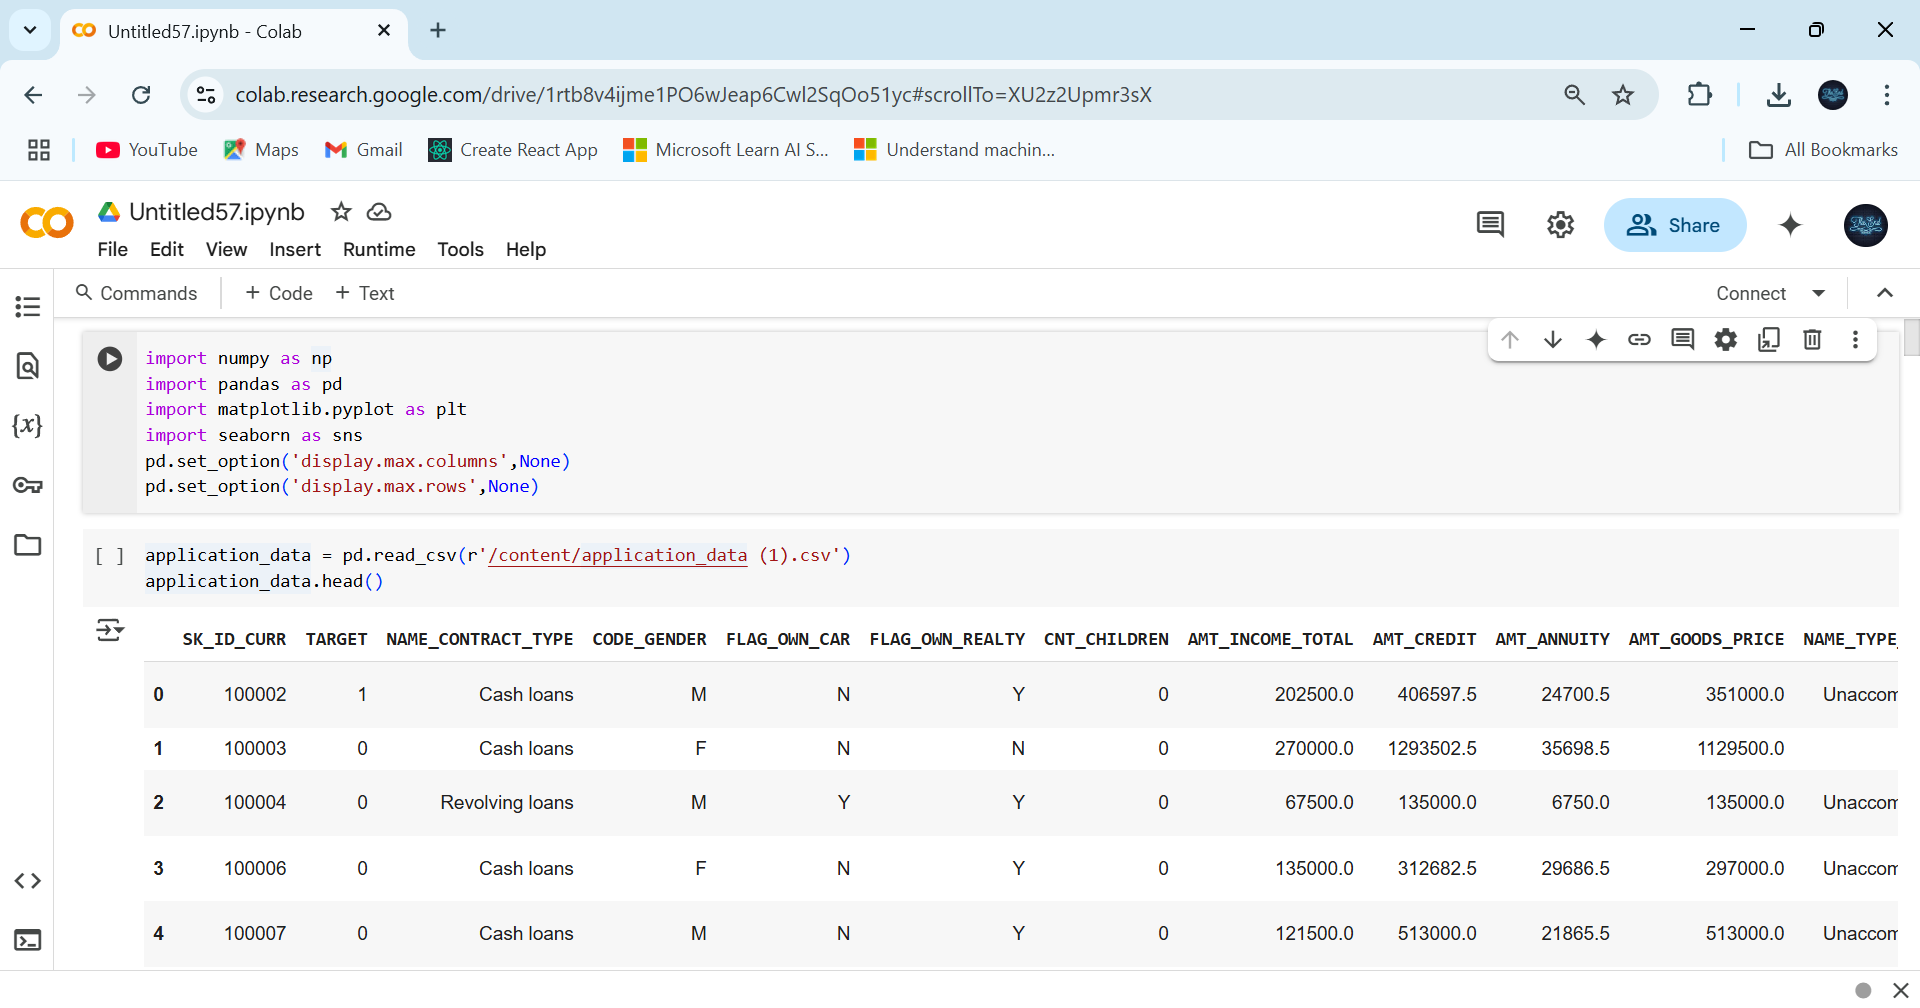 Untitled57.ipynb - Colab
colab.research.google.com/drive/1rtb8v4ijme1PO6wJeap6Cwl2SqOo51yc#scrollTo=XU2z2Upmr3sX
YouTube Maps Gmail Create React App Microsoft Learn AI S... Understand machin... All Bookmarks
Untitled57.ipynb
File Edit View Insert Runtime Tools Help
Share
Commands + Code + Text Connect
import numpy as np
import pandas as pd
import matplotlib.pyplot as plt
import seaborn as sns
pd.set_option('display.max.columns',None)
pd.set_option('display.max.rows',None)
[ ] application_data = pd.read_csv(r'/content/application_data (1).csv')
application_data.head()
SK_ID_CURR TARGET NAME_CONTRACT_TYPE CODE_GENDER FLAG_OWN_CAR FLAG_OWN_REALTY CNT_CHILDREN AMT_INCOME_TOTAL AMT_CREDIT AMT_ANNUITY AMT_GOODS_PRICE NAME_TYPE_
0 100002 1 Cash loans M N Y 0 202500.0 406597.5 24700.5 351000.0 Unaccom
1 100003 0 Cash loans F N N 0 270000.0 1293502.5 35698.5 1129500.0
2 100004 0 Revolving loans M Y Y 0 67500.0 135000.0 6750.0 135000.0 Unaccom
3 100006 0 Cash loans F N Y 0 135000.0 312682.5 29686.5 297000.0 Unaccom
4 100007 0 Cash loans M N Y 0 121500.0 513000.0 21865.5 513000.0 Unaccom